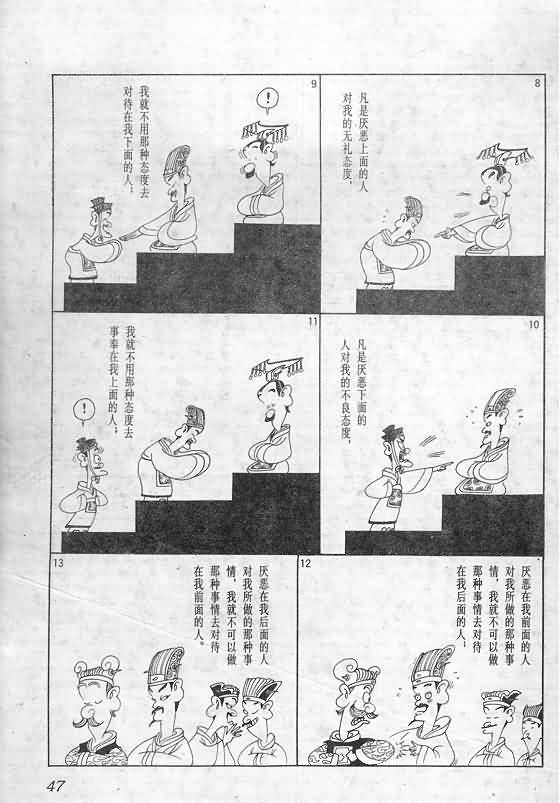 8
凡是厌恶上面的人
对我的无礼态度，
9
我就不用那种态度去
对待在我下面的人；
！
10
凡是厌恶下面的
人对我的不良态度，
11
我就不用那种态度去
事奉在我上面的人；
！
12
厌恶在我前面的人
对我所做的那种事
情，我就不可以做
那种事情去对待
在我后面的人；
13
厌恶在我后面的人
对我所做的那种事
情，我就不可以做
那种事情去对待
在我前面的人。
47